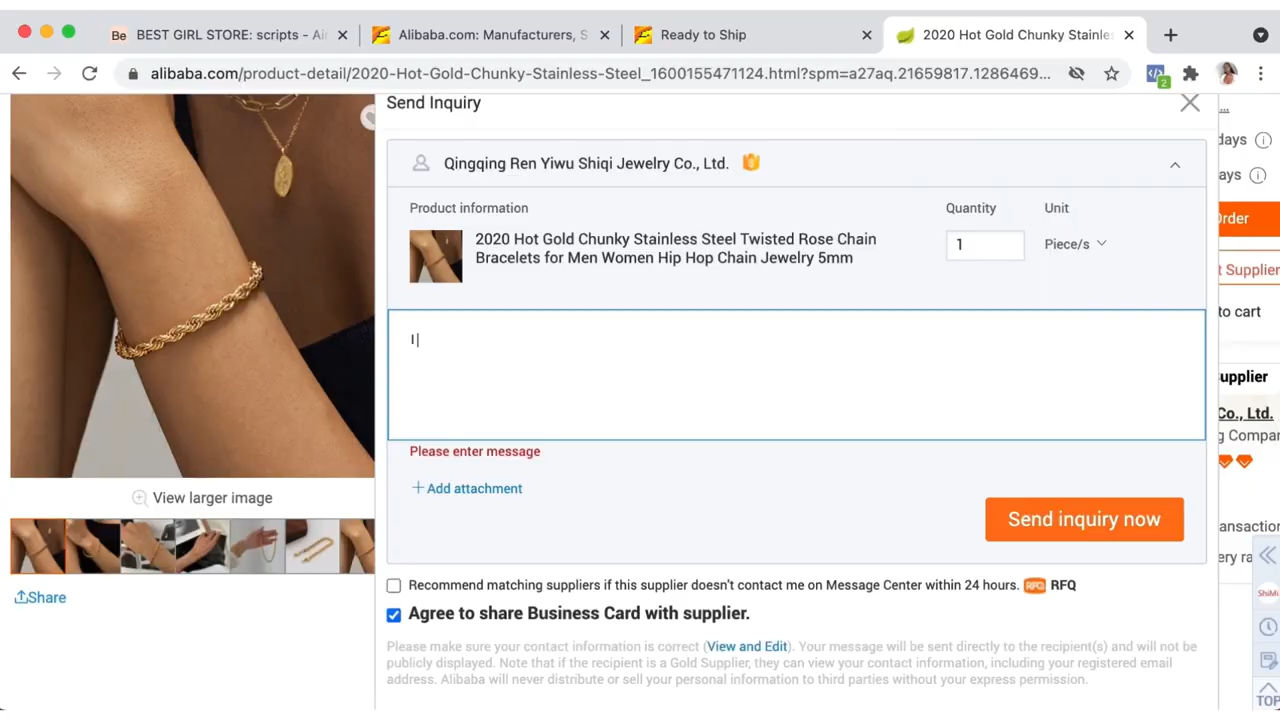 BEST GIRL STORE: scripts - Air
Alibaba.com: Manufacturers, S
Ready to Ship
2020 Hot Gold Chunky Stainles
alibaba.com/product-detail/2020-Hot-Gold-Chunky-Stainless-Steel_1600155471124.html?spm=a27aq.21659817.1286469...
2
Send Inquiry
Qingqing Ren Yiwu Shiqi Jewelry Co., Ltd.
Product information
Quantity
Unit
2020 Hot Gold Chunky Stainless Steel Twisted Rose Chain
Bracelets for Men Women Hip Hop Chain Jewelry 5mm
1
Piece/s
I
Please enter message
Add attachment
Send inquiry now
Recommend matching suppliers if this supplier doesn't contact me on Message Center within 24 hours. RFQ RFQ
Agree to share Business Card with supplier.
Please make sure your contact information is correct (View and Edit). Your message will be sent directly to the recipient(s) and will not be
publicly displayed. Note that if the recipient is a Gold Supplier, they can view your contact information, including your registered email
address. Alibaba will never distribute or sell your personal information to third parties without your express permission.
View larger image
Share
days
ays
Order
t Supplier
to cart
upplier
Co., Ltd.
g Compan
ansaction
ery ra
ShiMi
TOP